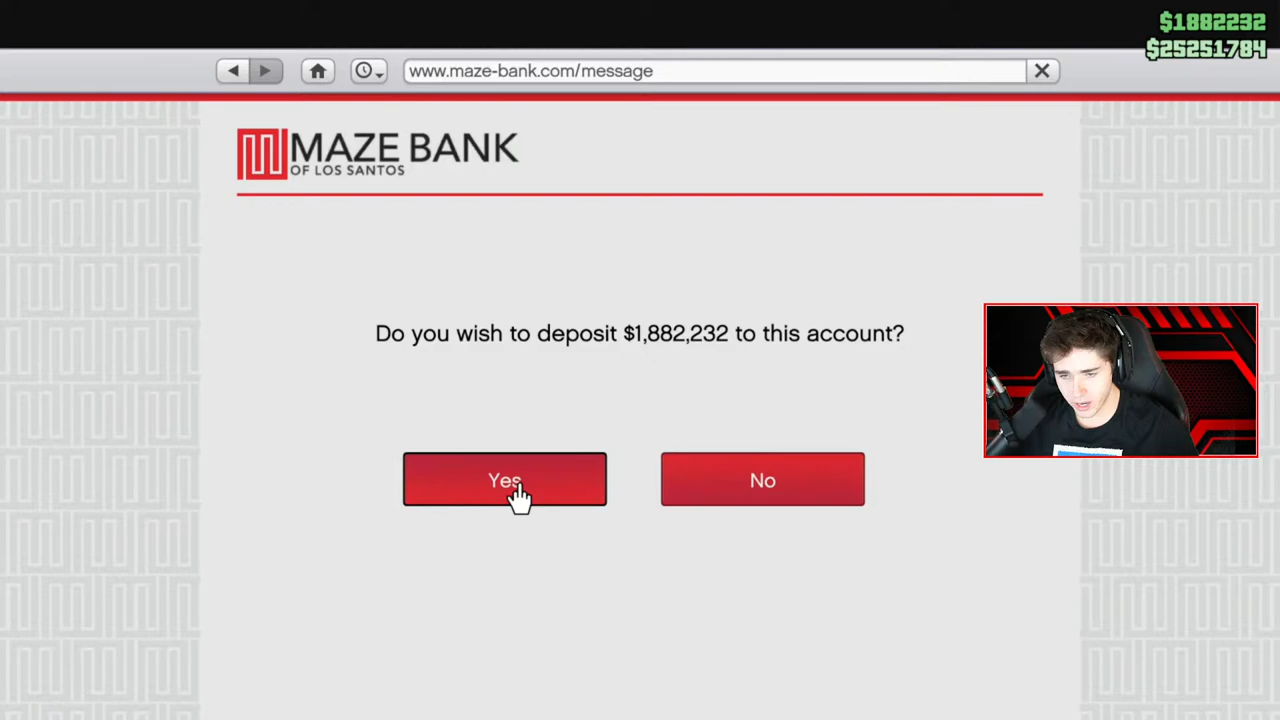 $1882232
$25251784
www.maze-bank.com/message
MAZE BANK
OF LOS SANTOS
Do you wish to deposit $1,882,232 to this account?
Yes
No